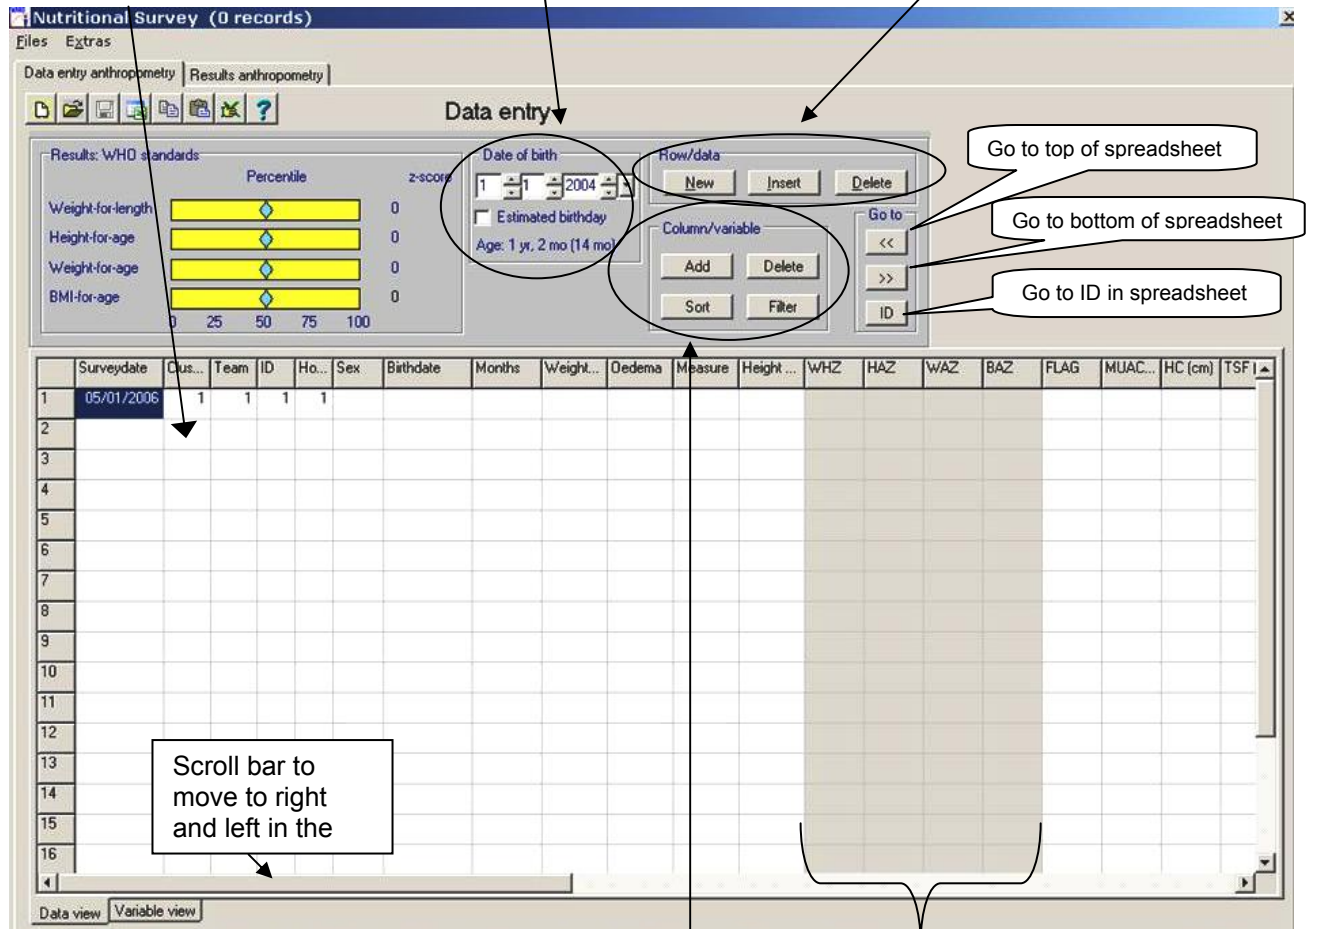 Nutritional Survey (0 records)
Files Extras
Data entry anthropometry Results anthropometry
Data entry
Results: WHO standards
Percentile z-score
Weight-for-length 0
Height-for-age 0
Weight-for-age 0
BMI-for-age 0
0 25 50 75 100
Date of birth
1 1 2004
Estimated birthday
Age: 1 yr, 2 mo (14 mo)
Row/data
New Insert Delete
Column/variable
Add Delete
Sort Filter
Go to
<<
>>
ID
Go to top of spreadsheet
Go to bottom of spreadsheet
Go to ID in spreadsheet
Surveydate Clus... Team ID Ho... Sex Birthdate Months Weight... Oedema Measure Height ... WHZ HAZ WAZ BAZ FLAG MUAC... HC (cm) TSF
1 05/01/2006 1 1 1 1
2
3
4
5
6
7
8
9
10
11
12
13
14
15
16
Scroll bar to
move to right
and left in the
Data view Variable view